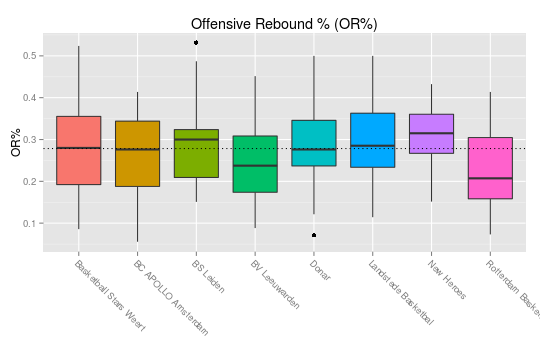 Offensive Rebound % (OR%)
OR%
0.5
0.4
0.3
0.2
0.1
Basketball Stars Weert
BC APOLLO Amsterdam
BS Leiden
BV Leeuwarden
Donar
Landstede Basketbal
New Heroes
Rotterdam Basket